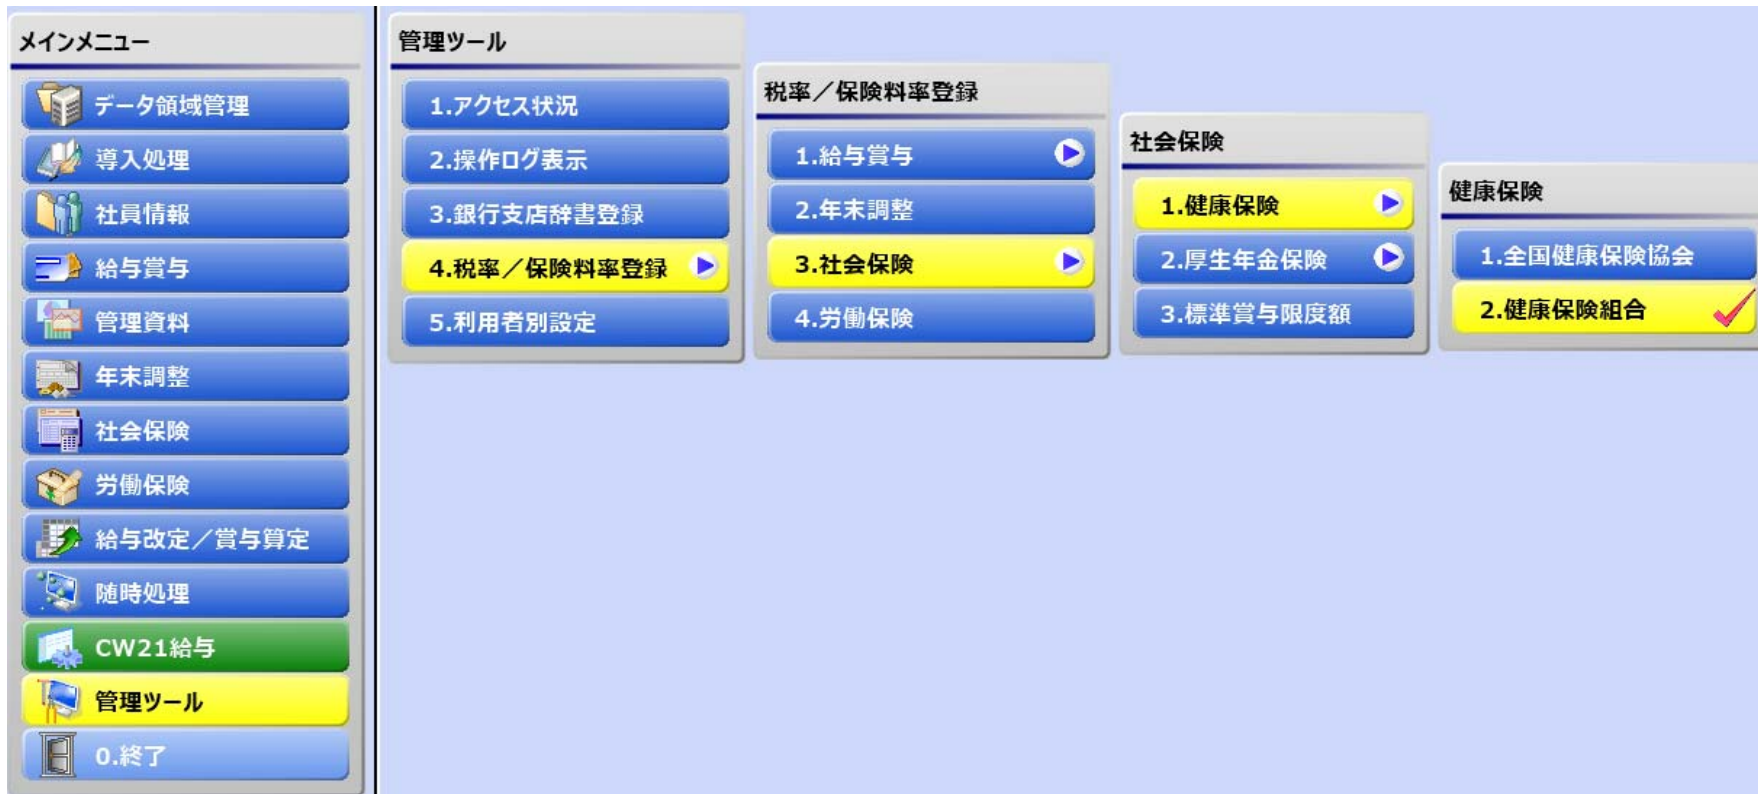 メインメニュー
データ領域管理
導入処理
社員情報
給与賞与
管理資料
年末調整
社会保険
労働保険
給与改定／賞与算定
随時処理
CW21給与
管理ツール
0.終了
管理ツール
1.アクセス状況
2.操作ログ表示
3.銀行支店辞書登録
4.税率／保険料率登録
5.利用者別設定
税率／保険料率登録
1.給与賞与
2.年末調整
3.社会保険
4.労働保険
社会保険
1.健康保険
2.厚生年金保険
3.標準賞与限度額
健康保険
1.全国健康保険協会
2.健康保険組合